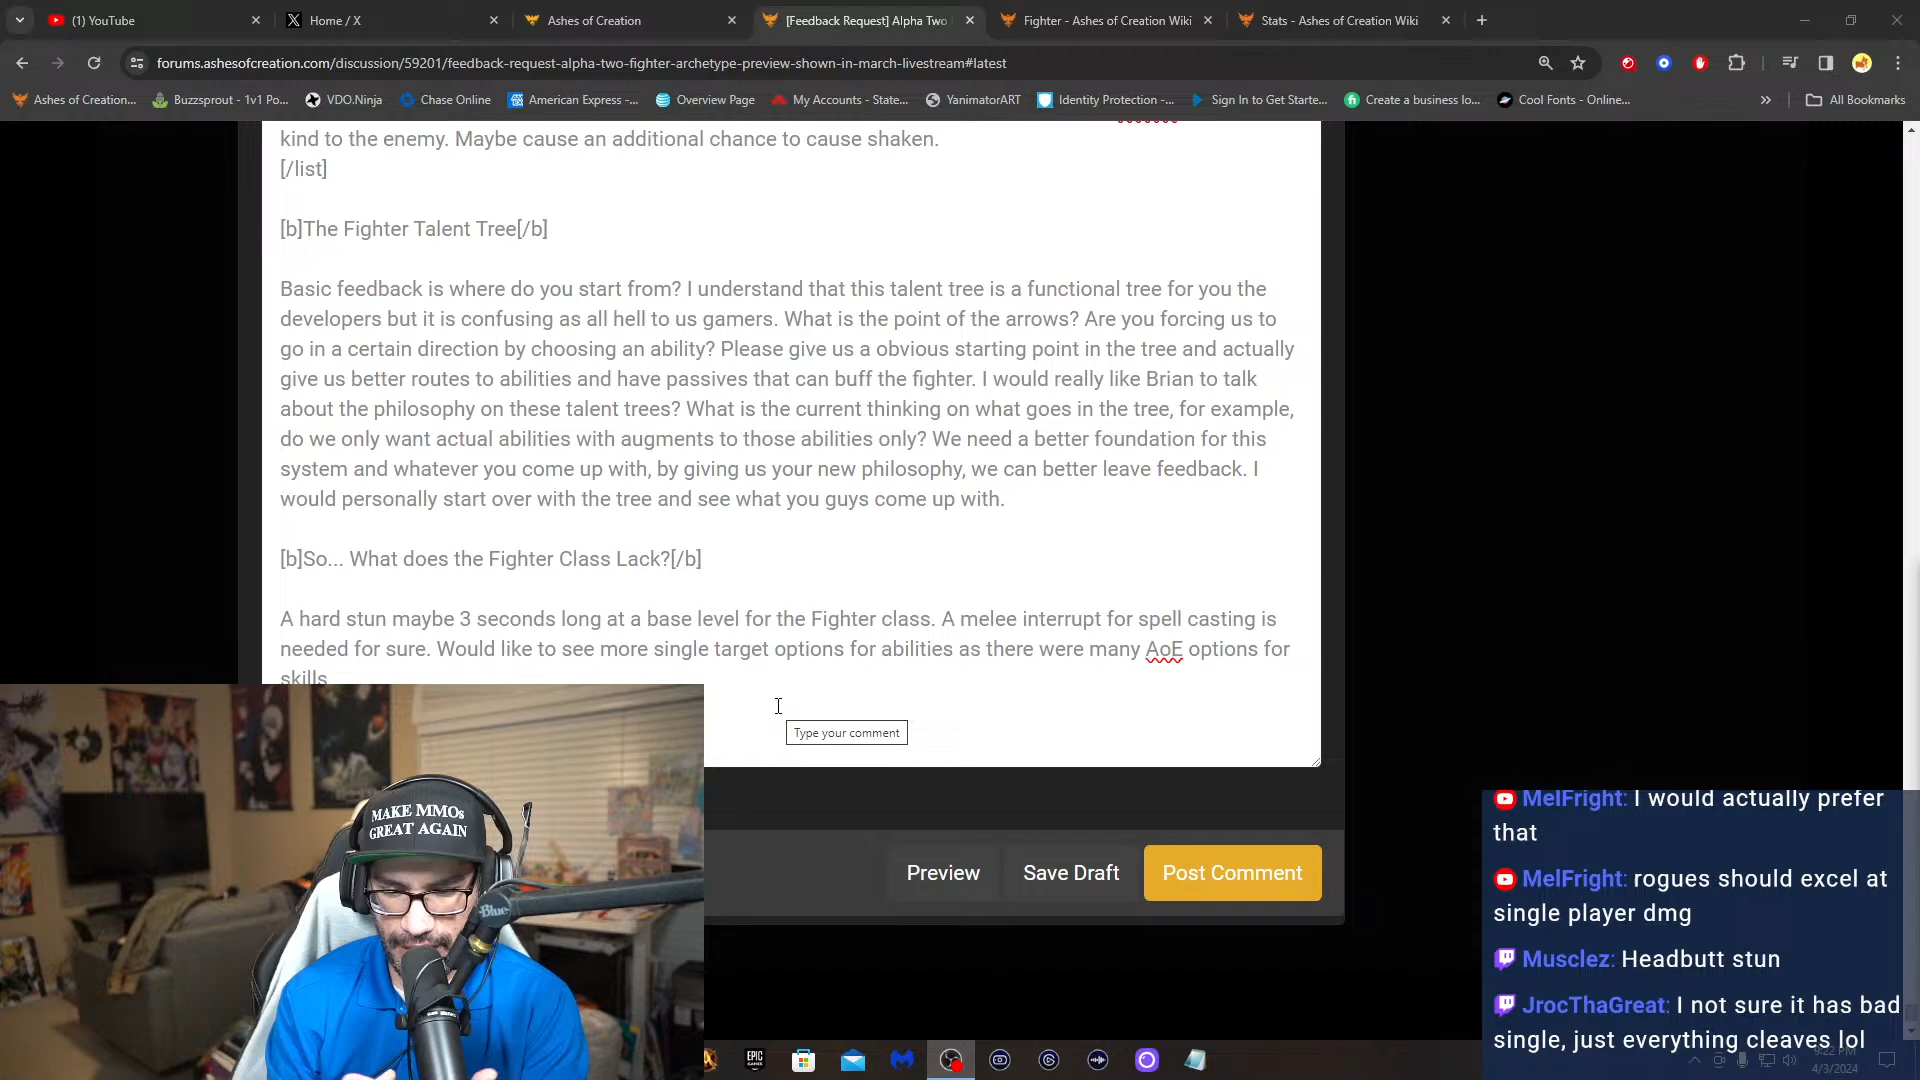 (1) YouTube
Home / X
Ashes of Creation
[Feedback Request] Alpha Two
Fighter - Ashes of Creation Wiki
Stats - Ashes of Creation Wiki
forums.ashesofcreation.com/discussion/59201/feedback-request-alpha-two-fighter-archetype-preview-shown-in-march-livestream#latest
Ashes of Creation...
Buzzsprout - 1v1 Po...
VDO.Ninja
Chase Online
American Express -...
Overview Page
My Accounts - State...
YanimatorART
Identity Protection -...
Sign In to Get Starte...
Create a business lo...
Cool Fonts - Online...
All Bookmarks
kind to the enemy. Maybe cause an additional chance to cause shaken.
[/list]
[b]The Fighter Talent Tree[/b]
Basic feedback is where do you start from? I understand that this talent tree is a functional tree for you the
developers but it is confusing as all hell to us gamers. What is the point of the arrows? Are you forcing us to
go in a certain direction by choosing an ability? Please give us a obvious starting point in the tree and actually
give us better routes to abilities and have passives that can buff the fighter. I would really like Brian to talk
about the philosophy on these talent trees? What is the current thinking on what goes in the tree, for example,
do we only want actual abilities with augments to those abilities only? We need a better foundation for this
system and whatever you come up with, by giving us your new philosophy, we can better leave feedback. I
would personally start over with the tree and see what you guys come up with.
[b]So... What does the Fighter Class Lack?[/b]
A hard stun maybe 3 seconds long at a base level for the Fighter class. A melee interrupt for spell casting is
needed for sure. Would like to see more single target options for abilities as there were many AoE options for
skills
Type your comment
Preview
Save Draft
Post Comment
MAKE MMOs
GREAT AGAIN
Blue
MelFright: I would actually prefer
that
MelFright: rogues should excel at
single player dmg
Musclez: Headbutt stun
JrocThaGreat: I not sure it has bad
single, just everything cleaves lol
EPIC
GAMES
9:22 PM
4/3/2024